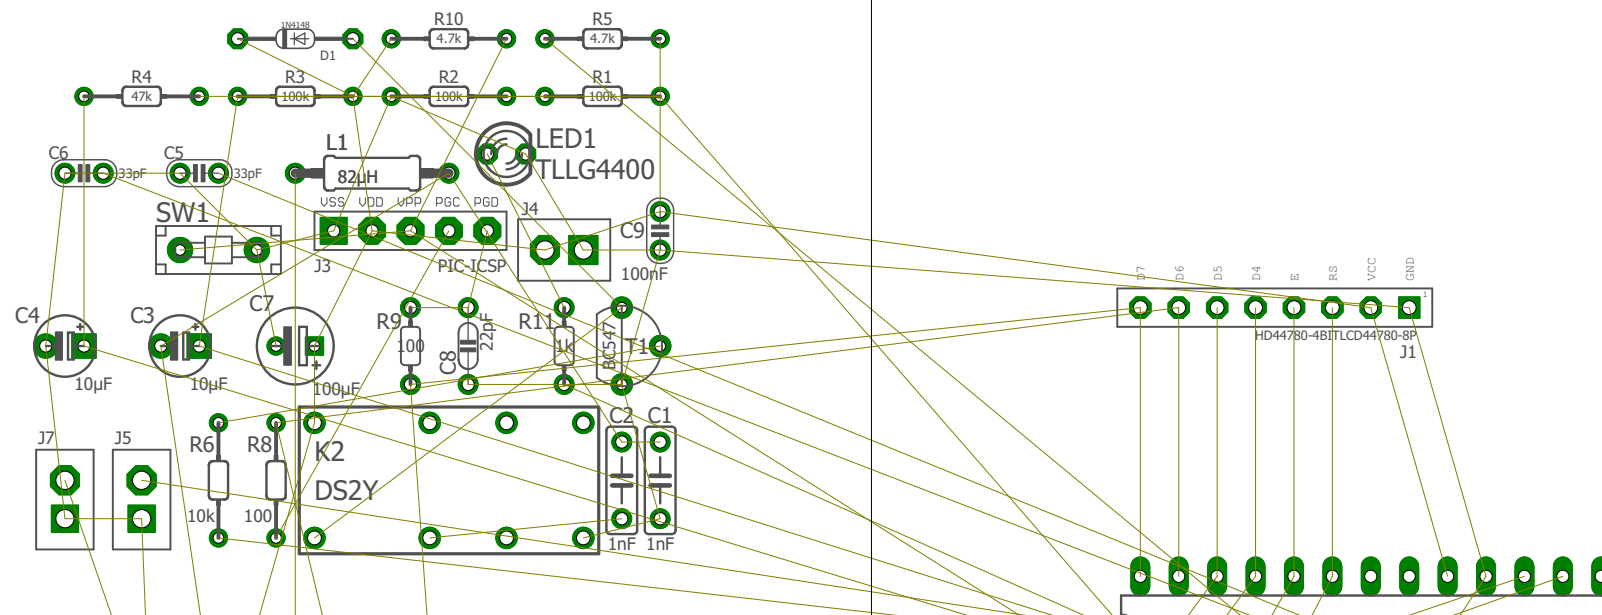 1N4148
D1
R10
4.7k
R5
4.7k
R4
47k
R3
100k
R2
100k
R1
100k
C6
33pF
C5
33pF
L1
82µH
LED1
TLLG4400
VSS VDD VPP PGC PGD
J3
PIC-ICSP
SW1
J4
C9
100nF
C4
10µF
C3
10µF
C7
100µF
R9
100
C8
22pF
R11
1k
BC547
T1
D7 D6 D5 D4 E RS VCC GND
1
HD44780-4BITLCD44780-8P
J1
J7
J5
R6
10k
R8
100
K2
DS2Y
C2
1nF
C1
1nF